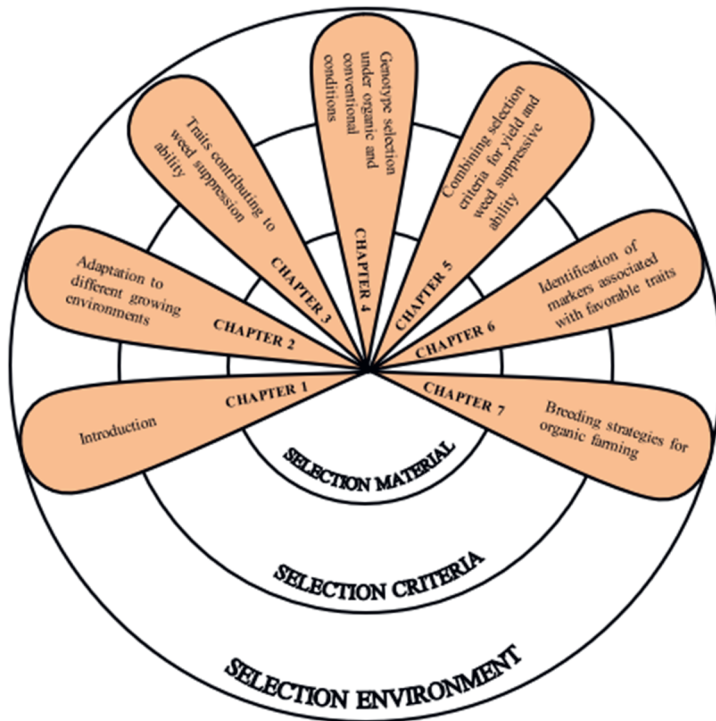 Introduction
CHAPTER 1
Adaptation to
different growing
environments
CHAPTER 2
Traits contributing to
weed suppression
ability
CHAPTER 3
Genotype selection
under organic and
conventional
conditions
CHAPTER 4
Combining selection
criteria for yield and
weed suppressive
ability
CHAPTER 5
Identification of
markers associated
with favorable traits
CHAPTER 6
Breeding strategies for
organic farming
CHAPTER 7
SELECTION MATERIAL
SELECTION CRITERIA
SELECTION ENVIRONMENT